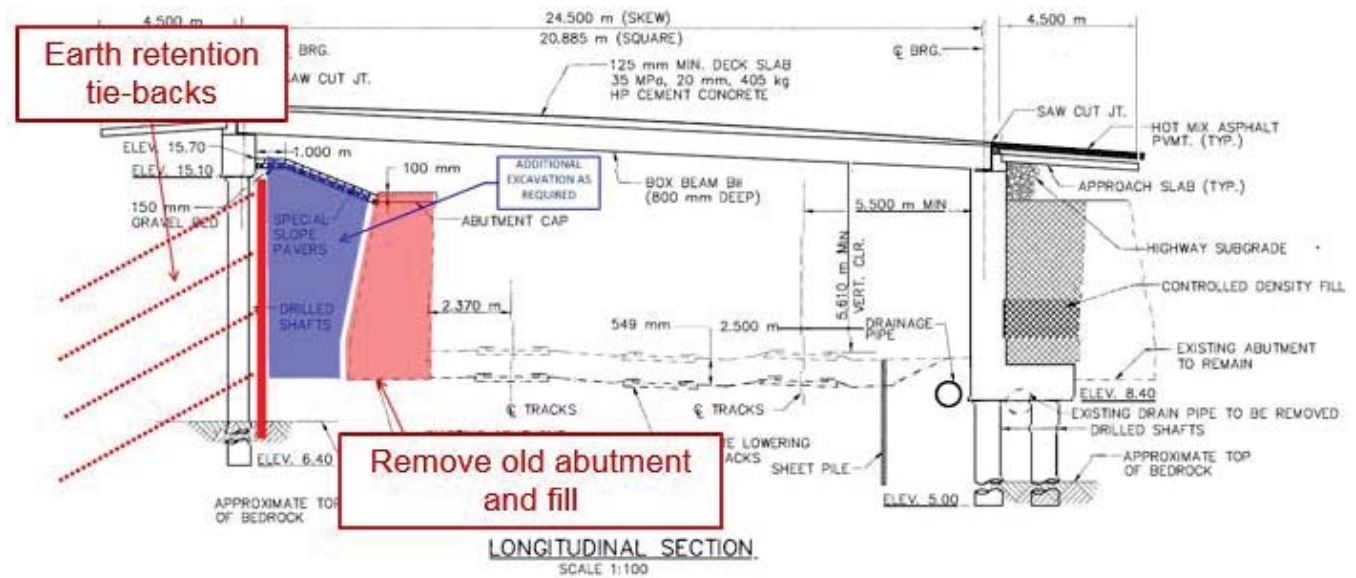 24.500 m (SKEW)
4.500 m
4.500 m
20.885 m (SQUARE)
Earth retention
tie-backs
BRG.
℄ BRG.
SAW CUT JT.
125 mm MIN. DECK SLAB
35 MPa, 20 mm, 405 kg
HP CEMENT CONCRETE
SAW CUT JT.
HOT MIX ASPHALT
PVMT. (TYP.)
ELEV. 15.70
1.000 m
ELEV. 15.10
100 mm
ADDITIONAL
EXCAVATION AS
REQUIRED
BOX BEAM BII
(800 mm DEEP)
APPROACH SLAB (TYP.)
150 mm
GRAVEL BED
SPECIAL
SLOPE
PAVERS
ABUTMENT CAP
5.500 m MIN
HIGHWAY SUBGRADE
5.610 m MIN
VERT. CLR.
CONTROLLED DENSITY FILL
DRILLED
SHAFTS
2.370 m
549 mm
2.500 m
DRAINAGE
PIPE
EXISTING ABUTMENT
TO REMAIN
ELEV. 8.40
℄ TRACKS
℄ TRACKS
EXISTING DRAIN PIPE TO BE REMOVED
DRILLED SHAFTS
Remove old abutment
and fill
LOWERING
SHEET PILE
ELEV. 6.40
APPROXIMATE TOP
OF BEDROCK
ELEV. 5.00
APPROXIMATE TOP
OF BEDROCK
LONGITUDINAL SECTION
SCALE 1:100